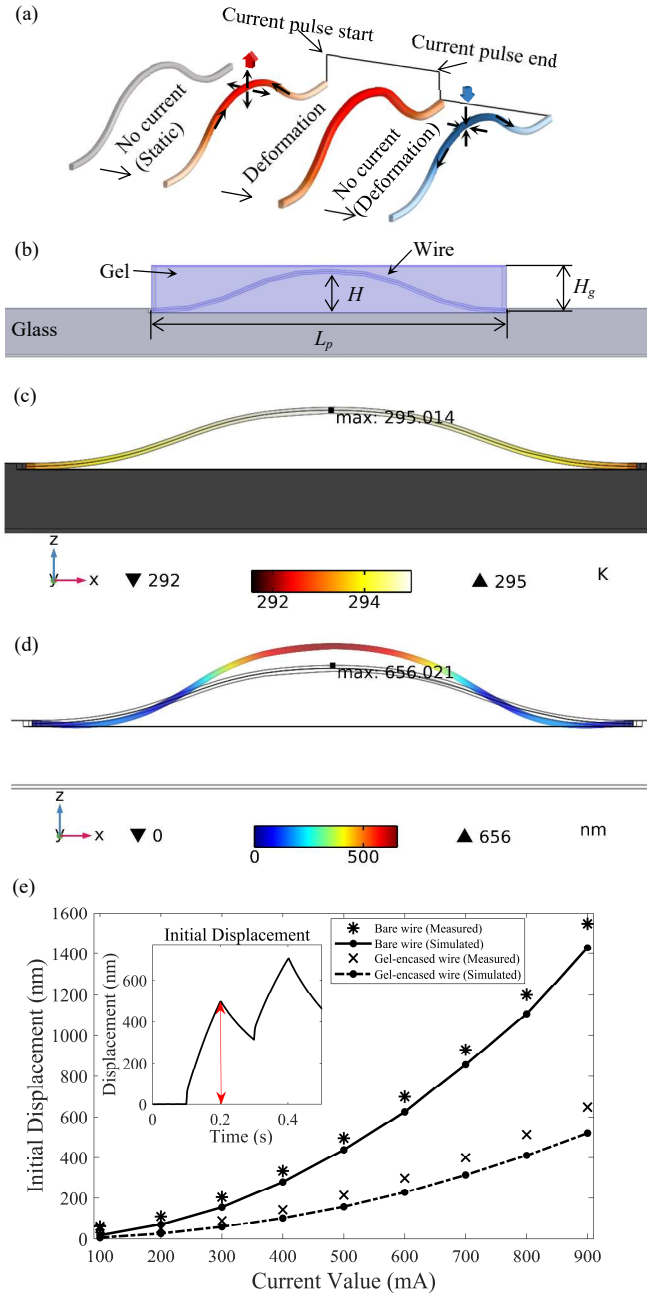 (a)
Current pulse start
Current pulse end
No current
(Static)
Deformation
No current
(Deformation)
(b)
Gel
Wire
H
H_g
Glass
L_p
(c)
max: 295.014
z
y x
▼ 292
292 294
▲ 295
K
(d)
max: 656.021
z
y x
▼ 0
0 500
▲ 656
nm
(e)
Initial Displacement (nm)
1600
1400
1200
1000
800
600
400
200
0
Initial Displacement
Displacement (nm)
600
400
200
0
0 0.2 0.4
Time (s)
Bare wire (Measured)
Bare wire (Simulated)
Gel-encased wire (Measured)
Gel-encased wire (Simulated)
100 200 300 400 500 600 700 800 900
Current Value (mA)